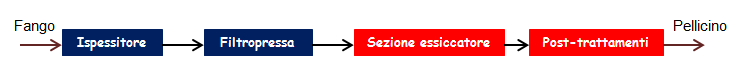 Fango
Ispessitore
Filtropressa
Sezione essiccatore
Post-trattamenti
Pellicino